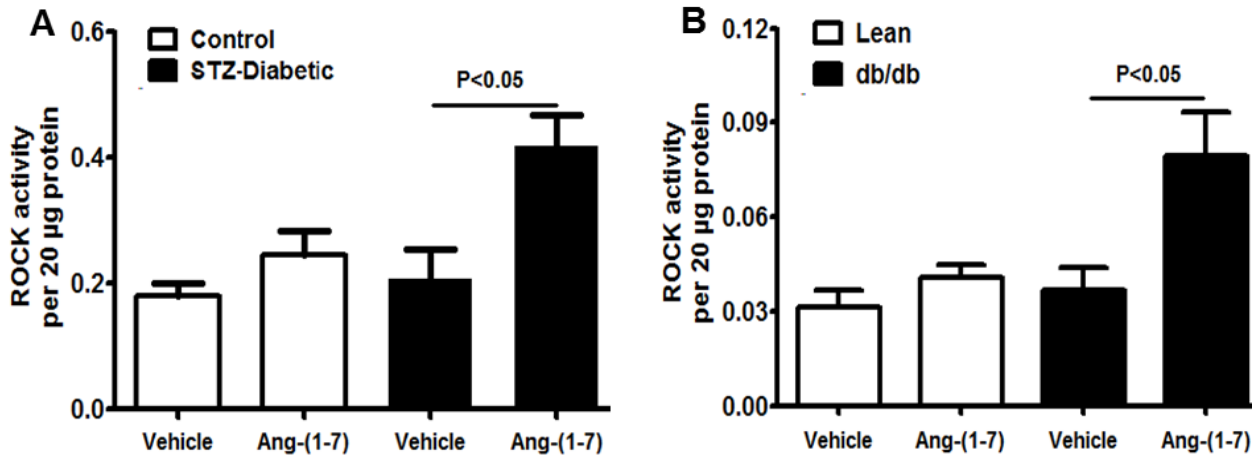 A
0.6
0.4
0.2
0.0
ROCK activity
per 20 µg protein
Control
STZ-Diabetic
P<0.05
Vehicle
Ang-(1-7)
Vehicle
Ang-(1-7)
B
0.12
0.09
0.06
0.03
0.00
ROCK activity
per 20 µg protein
Lean
db/db
P<0.05
Vehicle
Ang-(1-7)
Vehicle
Ang-(1-7)